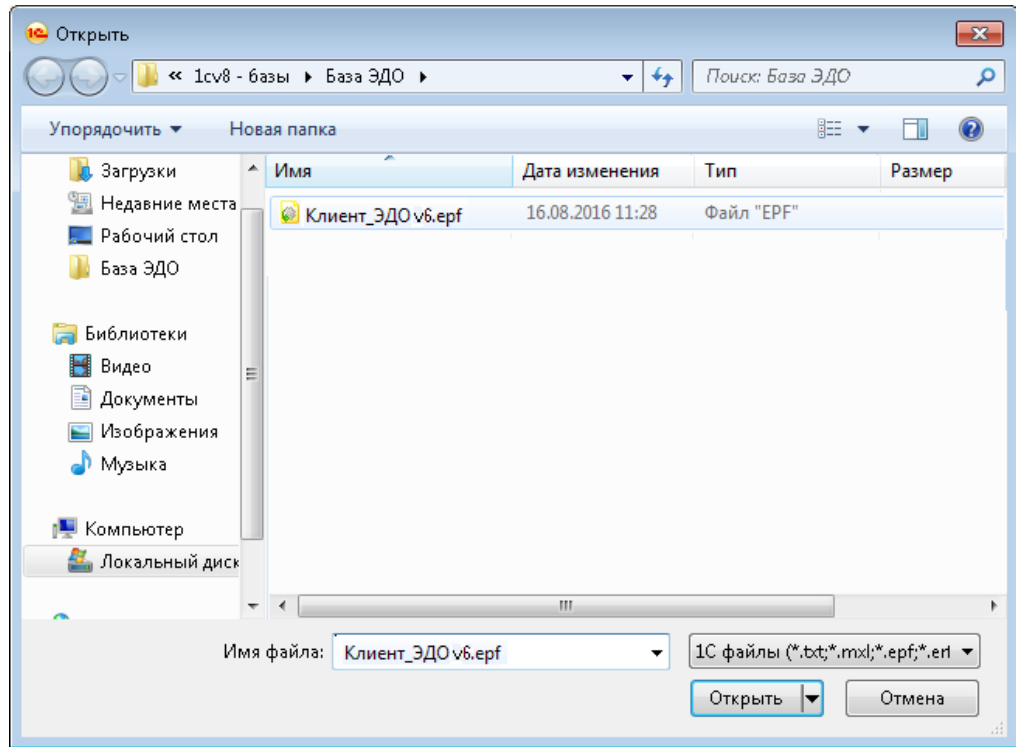 1С Открыть
« 1cv8 - базы База ЭДО Поиск: База ЭДО
Упорядочить Новая папка
Загрузки
Недавние места
Рабочий стол
База ЭДО
Библиотеки
Видео
Документы
Изображения
Музыка
Компьютер
Локальный диск
Имя Дата изменения Тип Размер
Клиент_ЭДО v6.epf 16.08.2016 11:28 Файл "EPF"
Имя файла: Клиент_ЭДО v6.epf 1С файлы (*.txt;*.mxl;*.epf;*.erf
Открыть Отмена